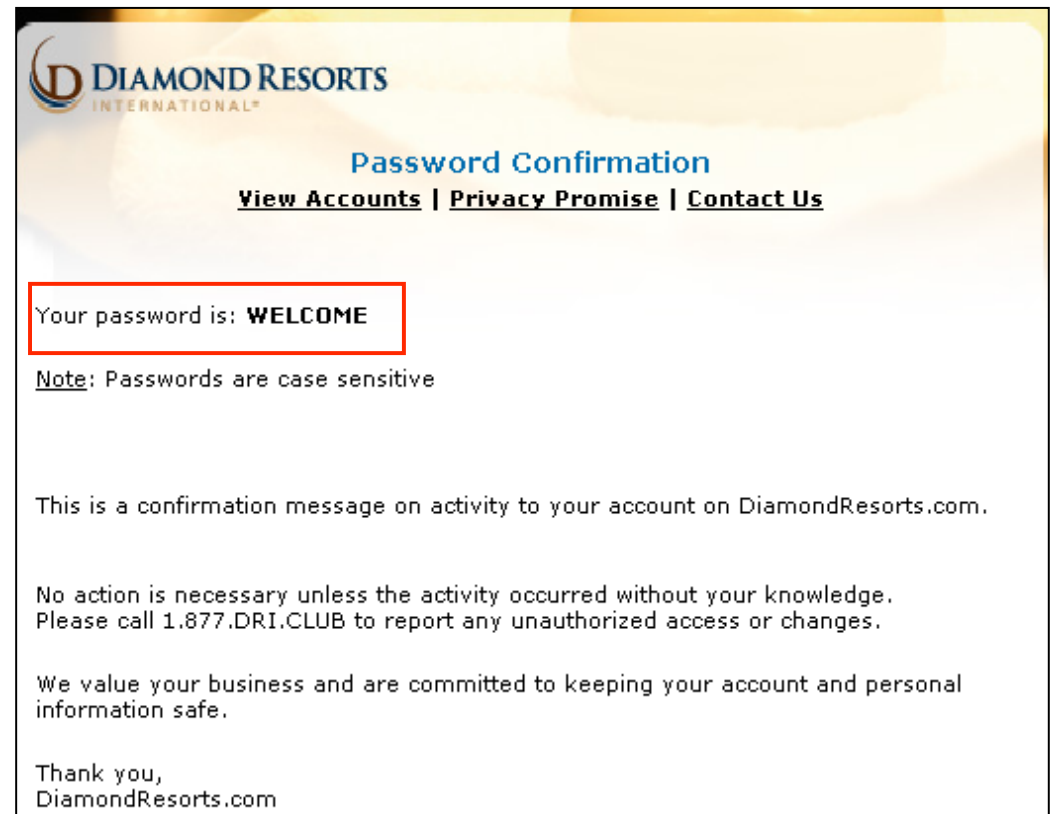 DIAMOND RESORTS
INTERNATIONAL®
Password Confirmation
View Accounts | Privacy Promise | Contact Us
Your password is: WELCOME
Note: Passwords are case sensitive
This is a confirmation message on activity to your account on DiamondResorts.com.
No action is necessary unless the activity occurred without your knowledge.
Please call 1.877.DRI.CLUB to report any unauthorized access or changes.
We value your business and are committed to keeping your account and personal
information safe.
Thank you,
DiamondResorts.com